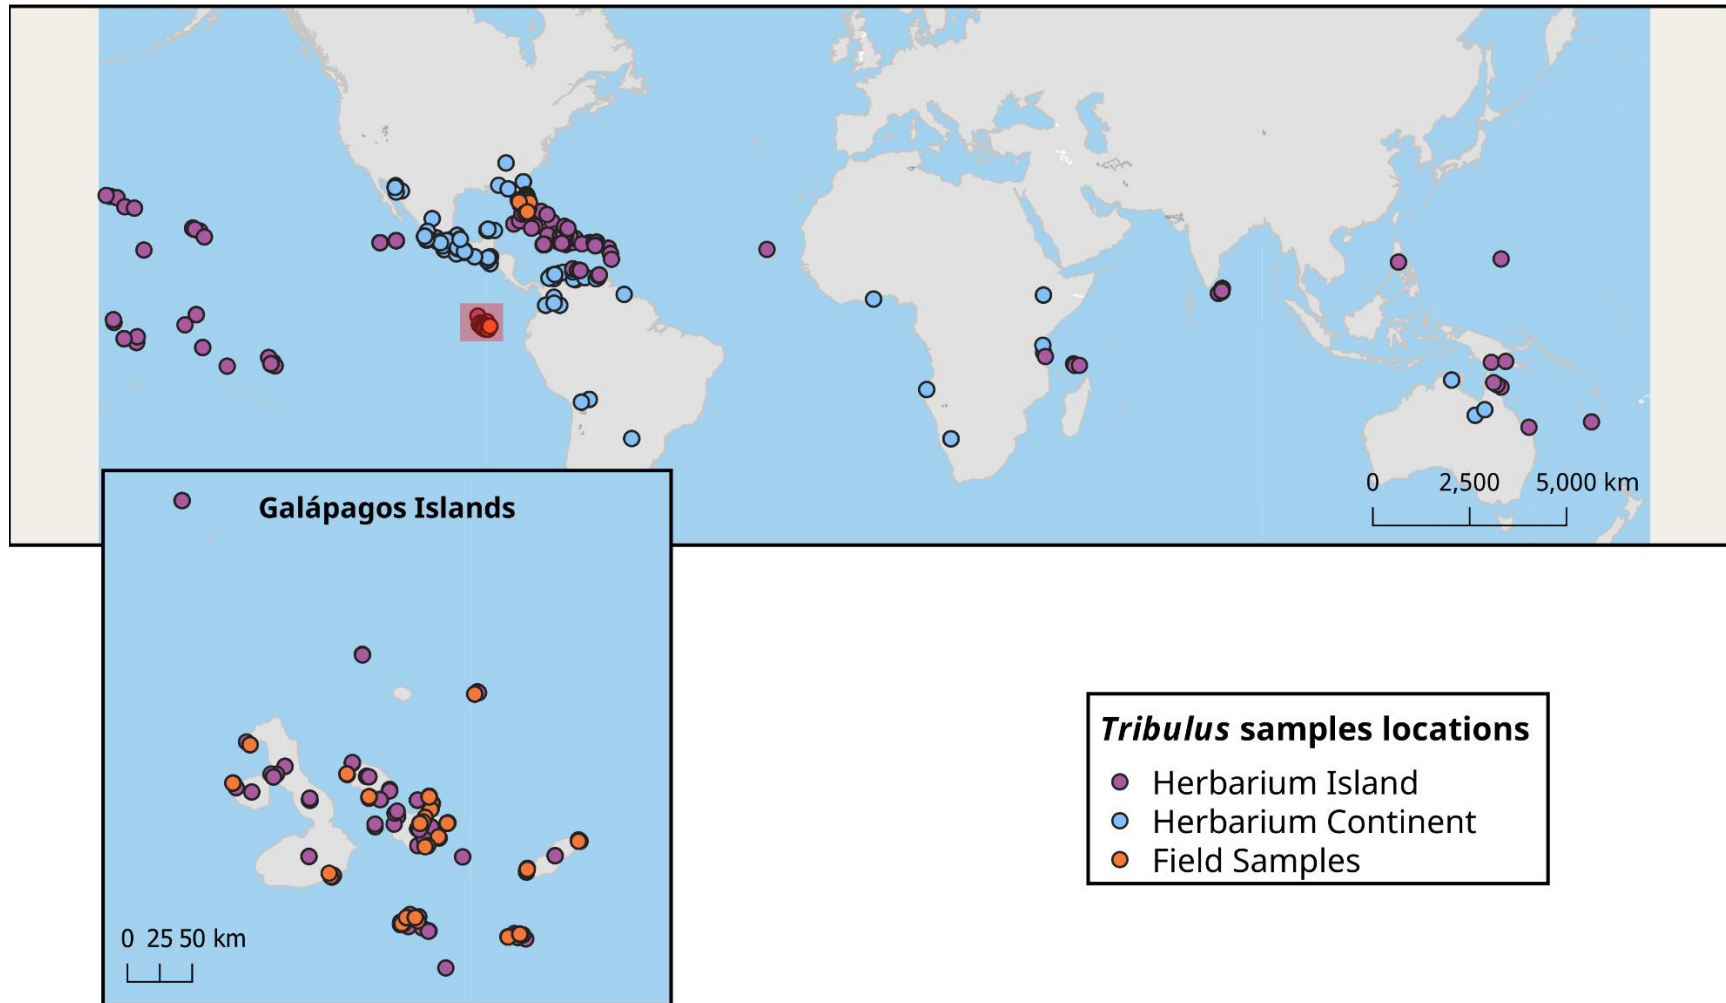 0 2,500 5,000 km
Galápagos Islands
0 25 50 km
Tribulus samples locations
Herbarium Island
Herbarium Continent
Field Samples